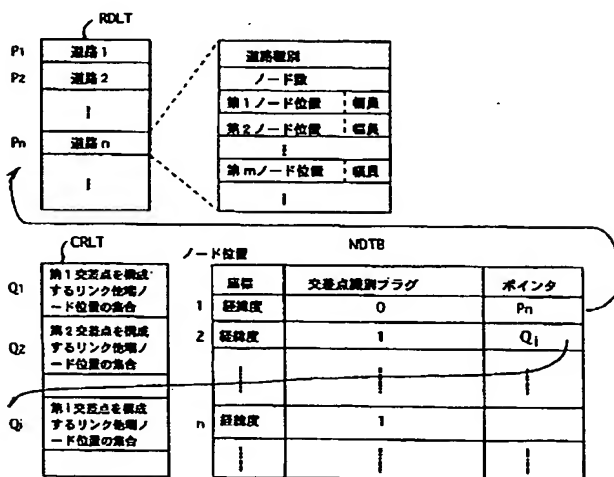 RDLT
P1 道路1
P2 道路2
Pn 道路n
道路種別
ノード数
第1ノード位置 幅員
第2ノード位置 幅員
第mノード位置 幅員
CRLT
Q1 第1交差点を構成
するリンク他端ノ
ード位置の集合
Q2 第2交差点を構成
するリンク他端ノ
ード位置の集合
Qi 第i交差点を構成
するリンク他端ノ
ード位置の集合
ノード位置 NDTB
座標 交差点識別フラグ ポインタ
1 経緯度 0 Pn
2 経緯度 1 Qi
n 経緯度 1